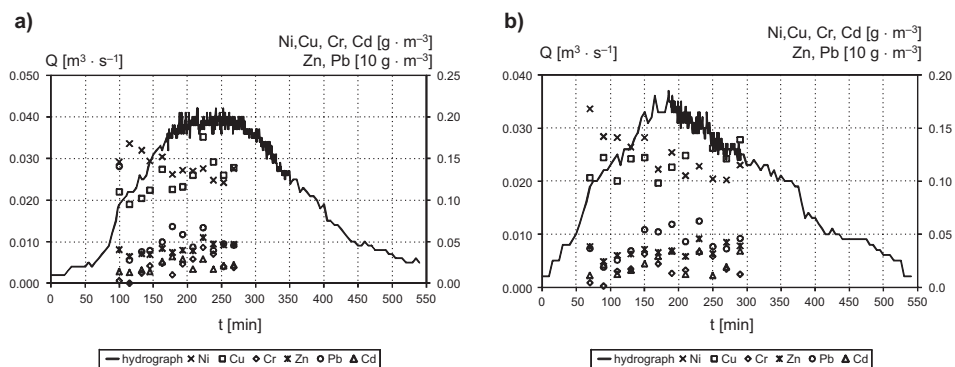 a)
Ni,Cu, Cr, Cd [g · m⁻³]
Q [m³ · s⁻¹] Zn, Pb [10 g · m⁻³]
0.050 0.25
0.040 0.20
0.030 0.15
0.020 0.10
0.010 0.05
0.000 0.00
0 50 100 150 200 250 300 350 400 450 500 550
t [min]
hydrograph Ni Cu Cr Zn Pb Cd
b)
Ni,Cu, Cr, Cd [g · m⁻³]
Q [m³ · s⁻¹] Zn, Pb [10 g · m⁻³]
0.040 0.20
0.030 0.15
0.020 0.10
0.010 0.05
0.000 0.0
0 50 100 150 200 250 300 350 400 450 500 550
t [min]
hydrograph Ni Cu Cr Zn Pb Cd